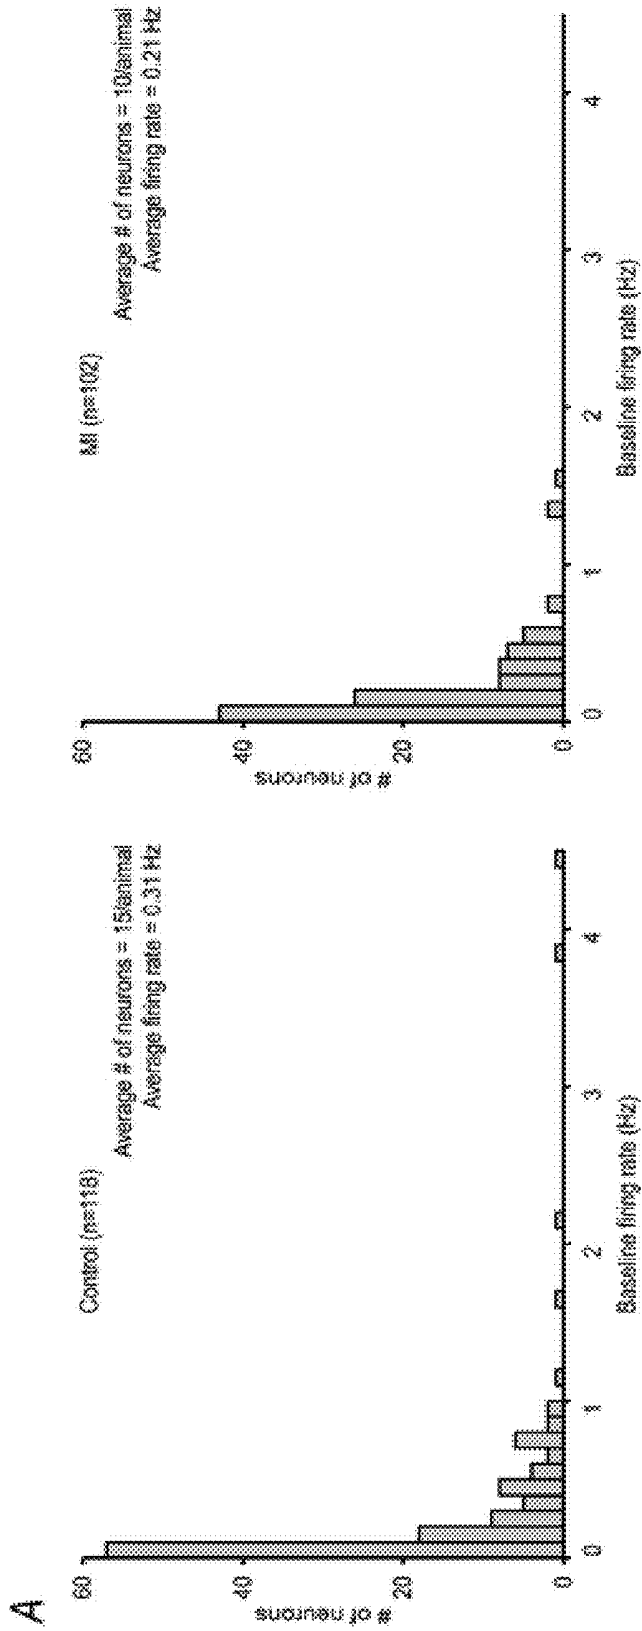 A
Control (n=118)
Average # of neurons = 15/animal
Average firing rate = 0.31 Hz
60
40
20
0
# of neurons
0
1
2
3
4
Baseline firing rate (Hz)
MI (n=102)
Average # of neurons = 10/animal
Average firing rate = 0.21 Hz
60
40
20
0
# of neurons
0
1
2
3
4
Baseline firing rate (Hz)